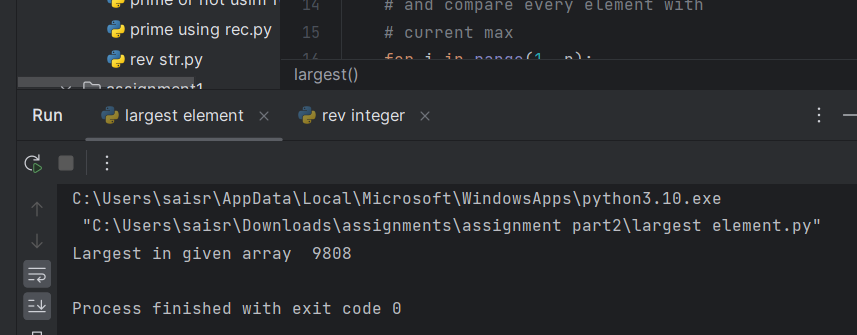 prime or not usim r
prime using rec.py
rev str.py
assignment1
14 # and compare every element with
15 # current max
16 for i in range(1, n):
largest()
Run largest element × rev integer ×
C:\Users\saisr\AppData\Local\Microsoft\WindowsApps\python3.10.exe
"C:\Users\saisr\Downloads\assignments\assignment part2\largest element.py"
Largest in given array  9808
Process finished with exit code 0